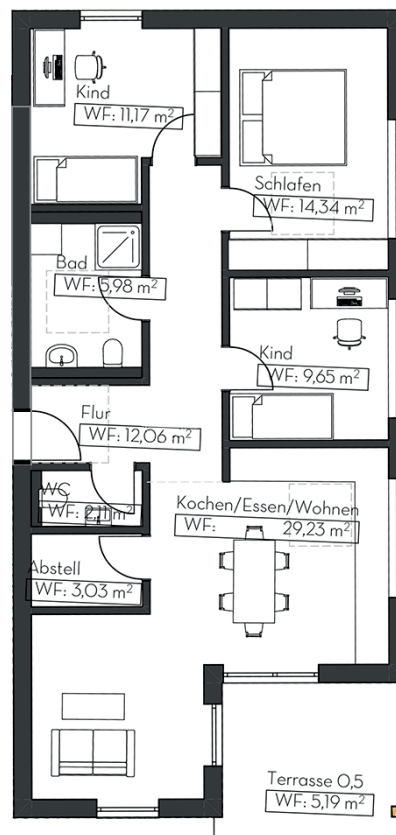 Kind
WF: 11,17 m²
Schlafen
WF: 14,34 m²
Bad
WF: 5,98 m²
Kind
WF: 9,65 m²
Flur
WF: 12,06 m²
WC
WF: 2,11 m²
Kochen/Essen/Wohnen
WF: 29,23 m²
Abstell
WF: 3,03 m²
Terrasse 0,5
WF: 5,19 m²